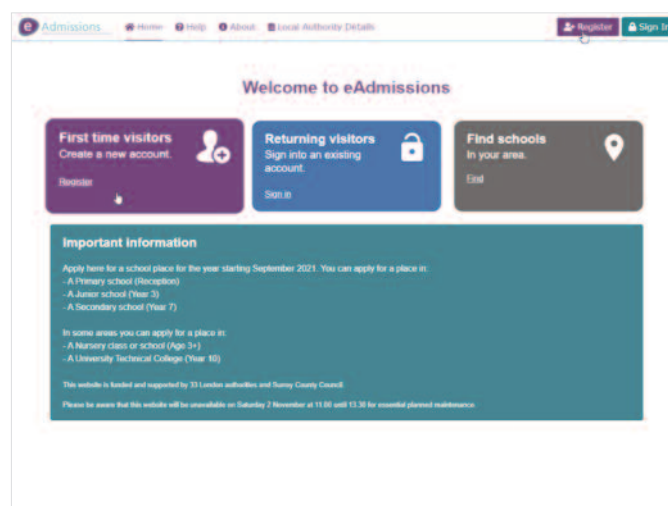 e Admissions Home Help About Local Authority Details Register Sign In
Welcome to eAdmissions
First time visitors
Create a new account.
Register
Returning visitors
Sign into an existing
account.
Sign in
Find schools
In your area.
Find
Important information
Apply here for a school place for the year starting September 2021. You can apply for a place in:
- A Primary school (Reception)
- A Junior school (Year 3)
- A Secondary school (Year 7)
In some areas you can apply for a place in:
- A Nursery class or school (Age 3+)
- A University Technical College (Year 10)
This website is funded and supported by 33 London authorities and Surrey County Council.
Please be aware that this website will be unavailable on Saturday 2 November at 11.00 until 13.30 for essential planned maintenance.